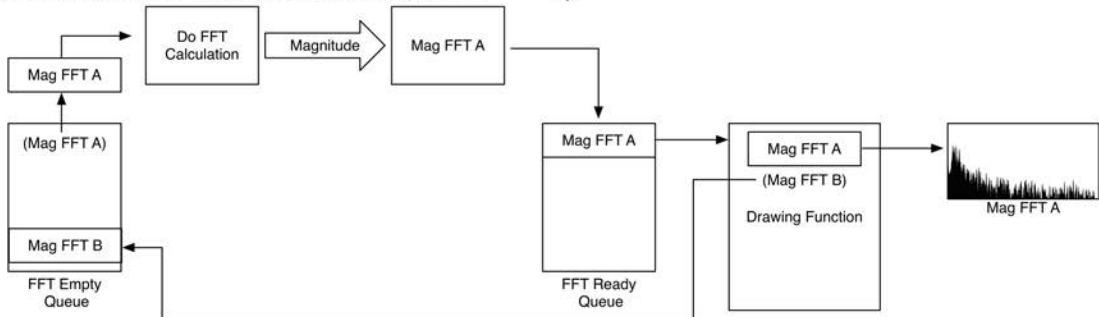 Do FFT
Calculation
Magnitude
Mag FFT A
Mag FFT A
(Mag FFT A)
Mag FFT B
FFT Empty
Queue
Mag FFT A
FFT Ready
Queue
Mag FFT A
(Mag FFT B)
Drawing Function
Mag FFT A